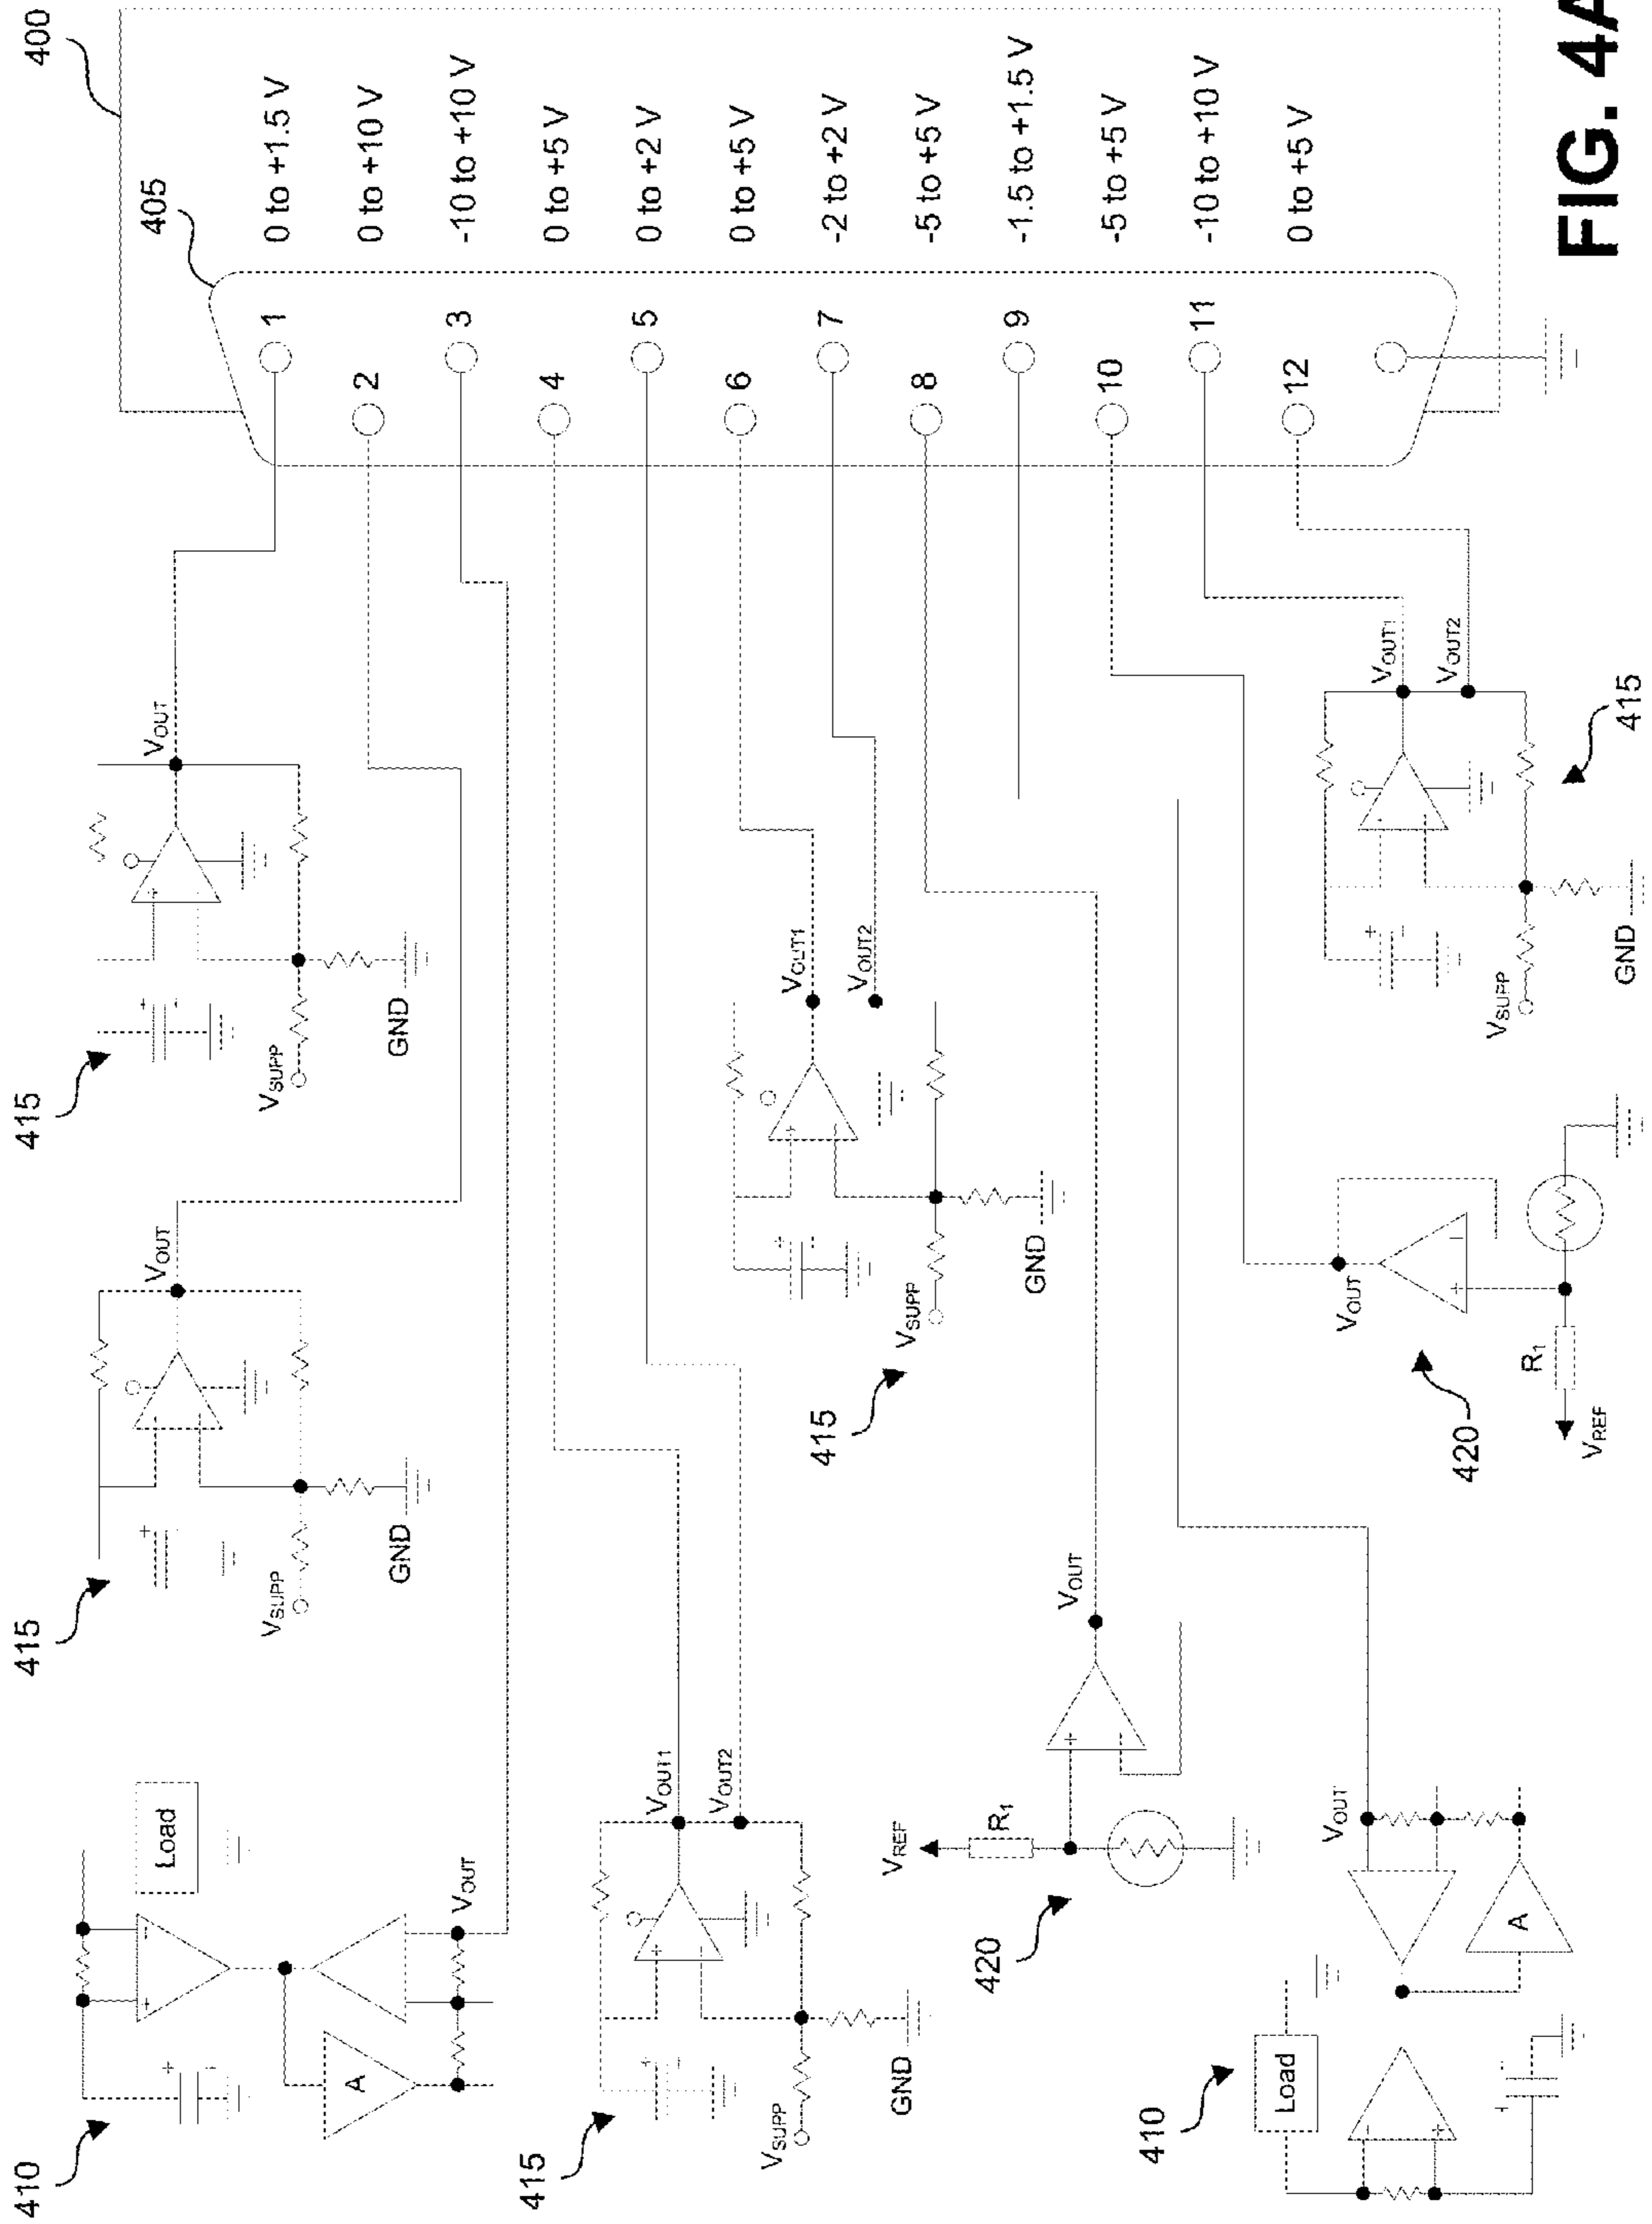 400
405
1 0 to +1.5 V
2 0 to +10 V
3 -10 to +10 V
4 0 to +5 V
5 0 to +2 V
6 0 to +5 V
7 -2 to +2 V
8 -5 to +5 V
9 -1.5 to +1.5 V
10 -5 to +5 V
11 -10 to +10 V
12 0 to +5 V
415
+
+
VOUT
VSUPP
GND
415
+
VOUT
VSUPP
GND
410
Load
+
-
+
A
VOUT
415
+
+
VOUT1
VOUT2
VSUPP
GND
415
+
+
VOUT1
VOUT2
VSUPP
GND
420
VREF
R1
+
VOUT
410
Load
+
+
A
VOUT
420
VOUT
+
-
R1
VREF
415
+
VOUT1
VOUT2
VSUPP
GND
FIG. 4A